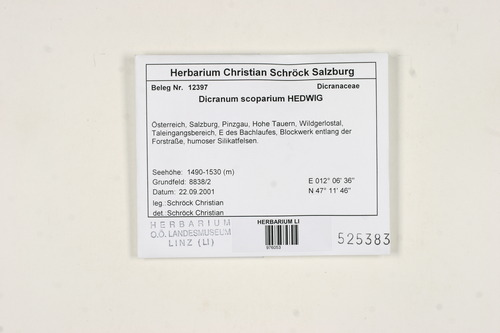 Herbarium Christian Schröck Salzburg
Beleg Nr. 12397 Dicranaceae
Dicranum scoparium HEDWIG
Österreich, Salzburg, Pinzgau, Hohe Tauern, Wildgerlostal,
Taleingangsbereich, E des Bachlaufes, Blockwerk entlang der
Forstraße, humoser Silikatfelsen.
Seehöhe: 1490-1530 (m)
Grundfeld: 8838/2 E 012° 06' 36"
Datum: 22.09.2001 N 47° 11' 46"
leg.: Schröck Christian
det.: Schröck Christian
HERBARIUM
O.Ö. LANDESMUSEUM
LINZ (LI)
HERBARIUM LI
976053
525383